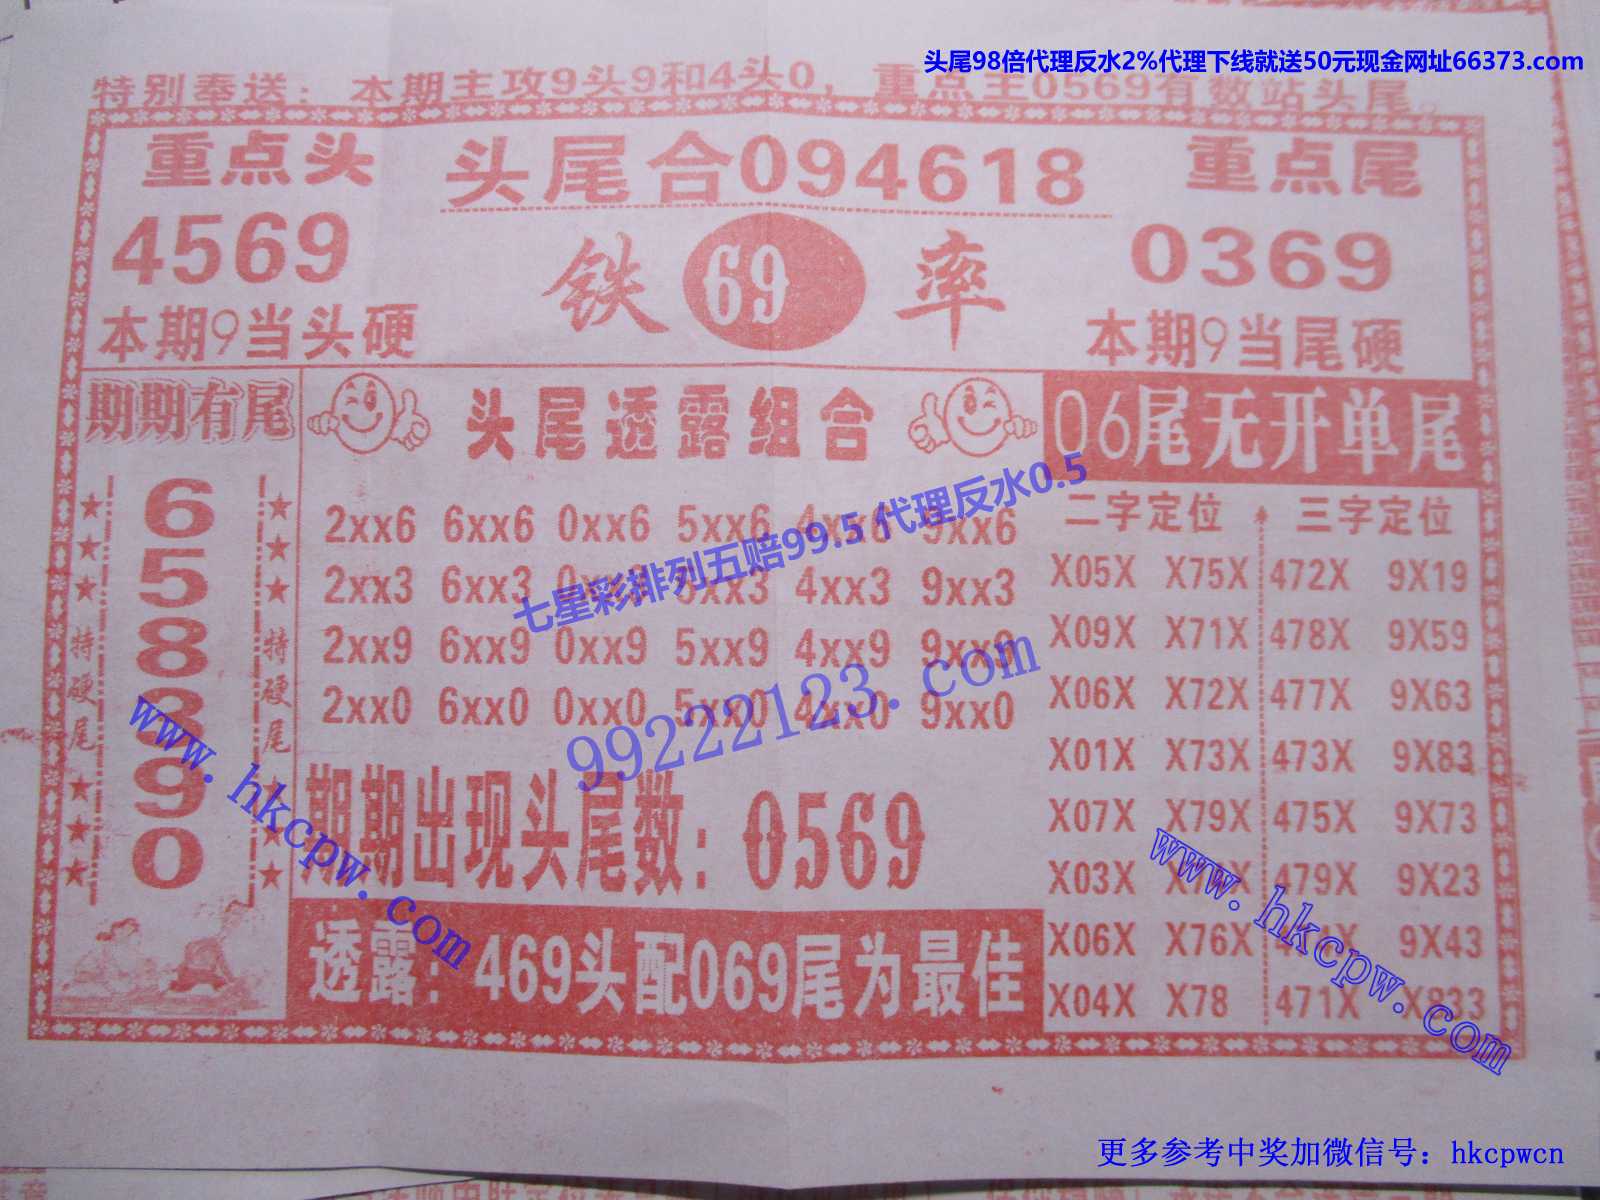 头尾98倍代理反水2%代理下线就送50元现金网址66373.com
特别奉送：本期主攻9头9和4头0，重点主0569有数站头尾。
重点头
4569
本期9当头硬
头尾合094618
铁 69 率
重点尾
0369
本期9当尾硬
期期有尾
6
5
8
3
9
0
★★★特硬尾★★★
★★★特硬尾★★★
头尾透露组合
2xx6 6xx6 0xx6 5xx6 4xx6 9xx6
2xx3 6xx3 0xx3 5xx3 4xx3 9xx3
2xx9 6xx9 0xx9 5xx9 4xx9 9xx9
2xx0 6xx0 0xx0 5xx0 4xx0 9xx0
期期出现头尾数：0569
透露：469头配069尾为最佳
06尾无开单尾
二字定位 三字定位
X05X X75X 472X 9X19
X09X X71X 478X 9X59
X06X X72X 477X 9X63
X01X X73X 473X 9X83
X07X X79X 475X 9X73
X03X 479X 9X23
X06X X76X 9X43
X04X X78 471X X833
七星彩排列五赔99.5 代理反水0.5
99222123.com
www.hkcpw.com
www.hkcpw.com
更多参考中奖加微信号：hkcpwcn